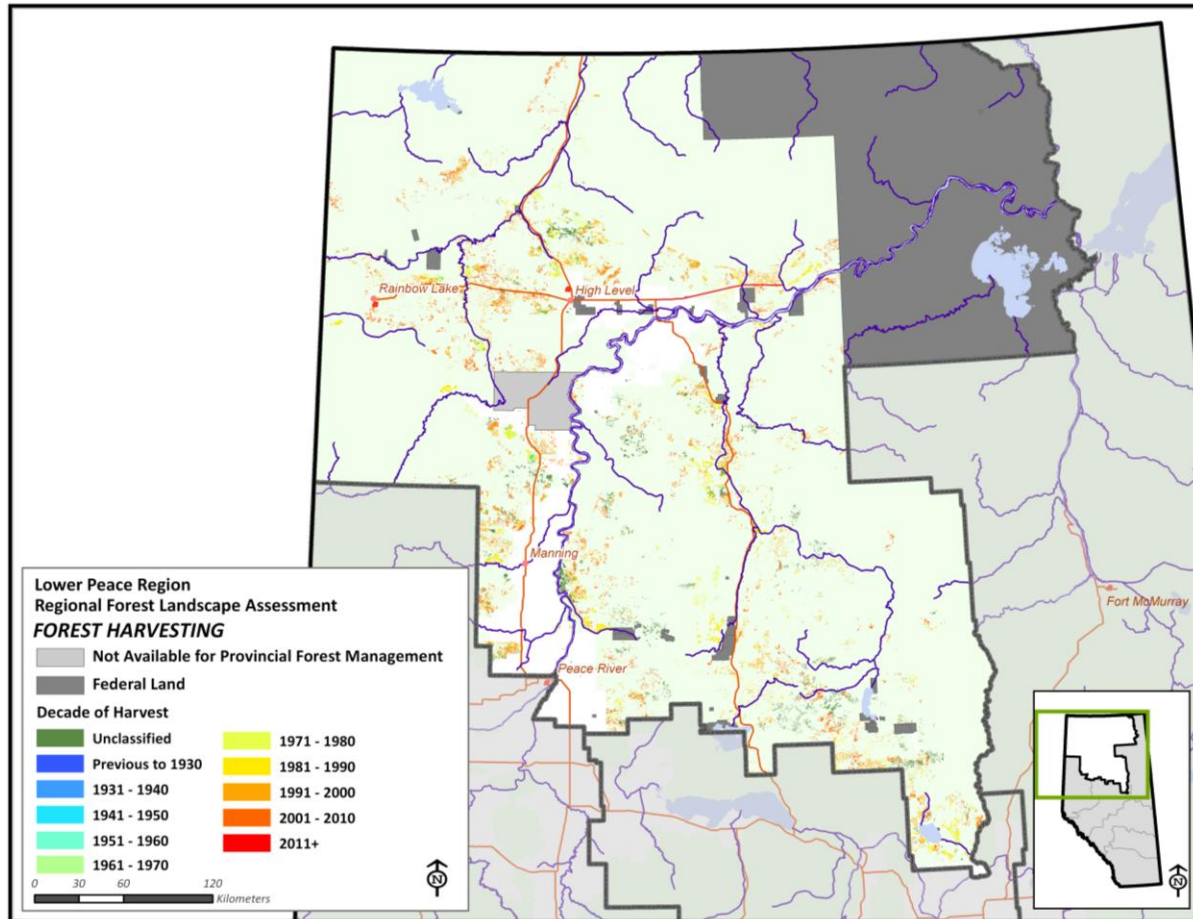 Rainbow Lake
High Level
Manning
Fort McMurray
Peace River
Lower Peace Region
Regional Forest Landscape Assessment
FOREST HARVESTING
Not Available for Provincial Forest Management
Federal Land
Decade of Harvest
Unclassified
Previous to 1930
1931 - 1940
1941 - 1950
1951 - 1960
1961 - 1970
1971 - 1980
1981 - 1990
1991 - 2000
2001 - 2010
2011+
0 30 60 120
Kilometers
N
N